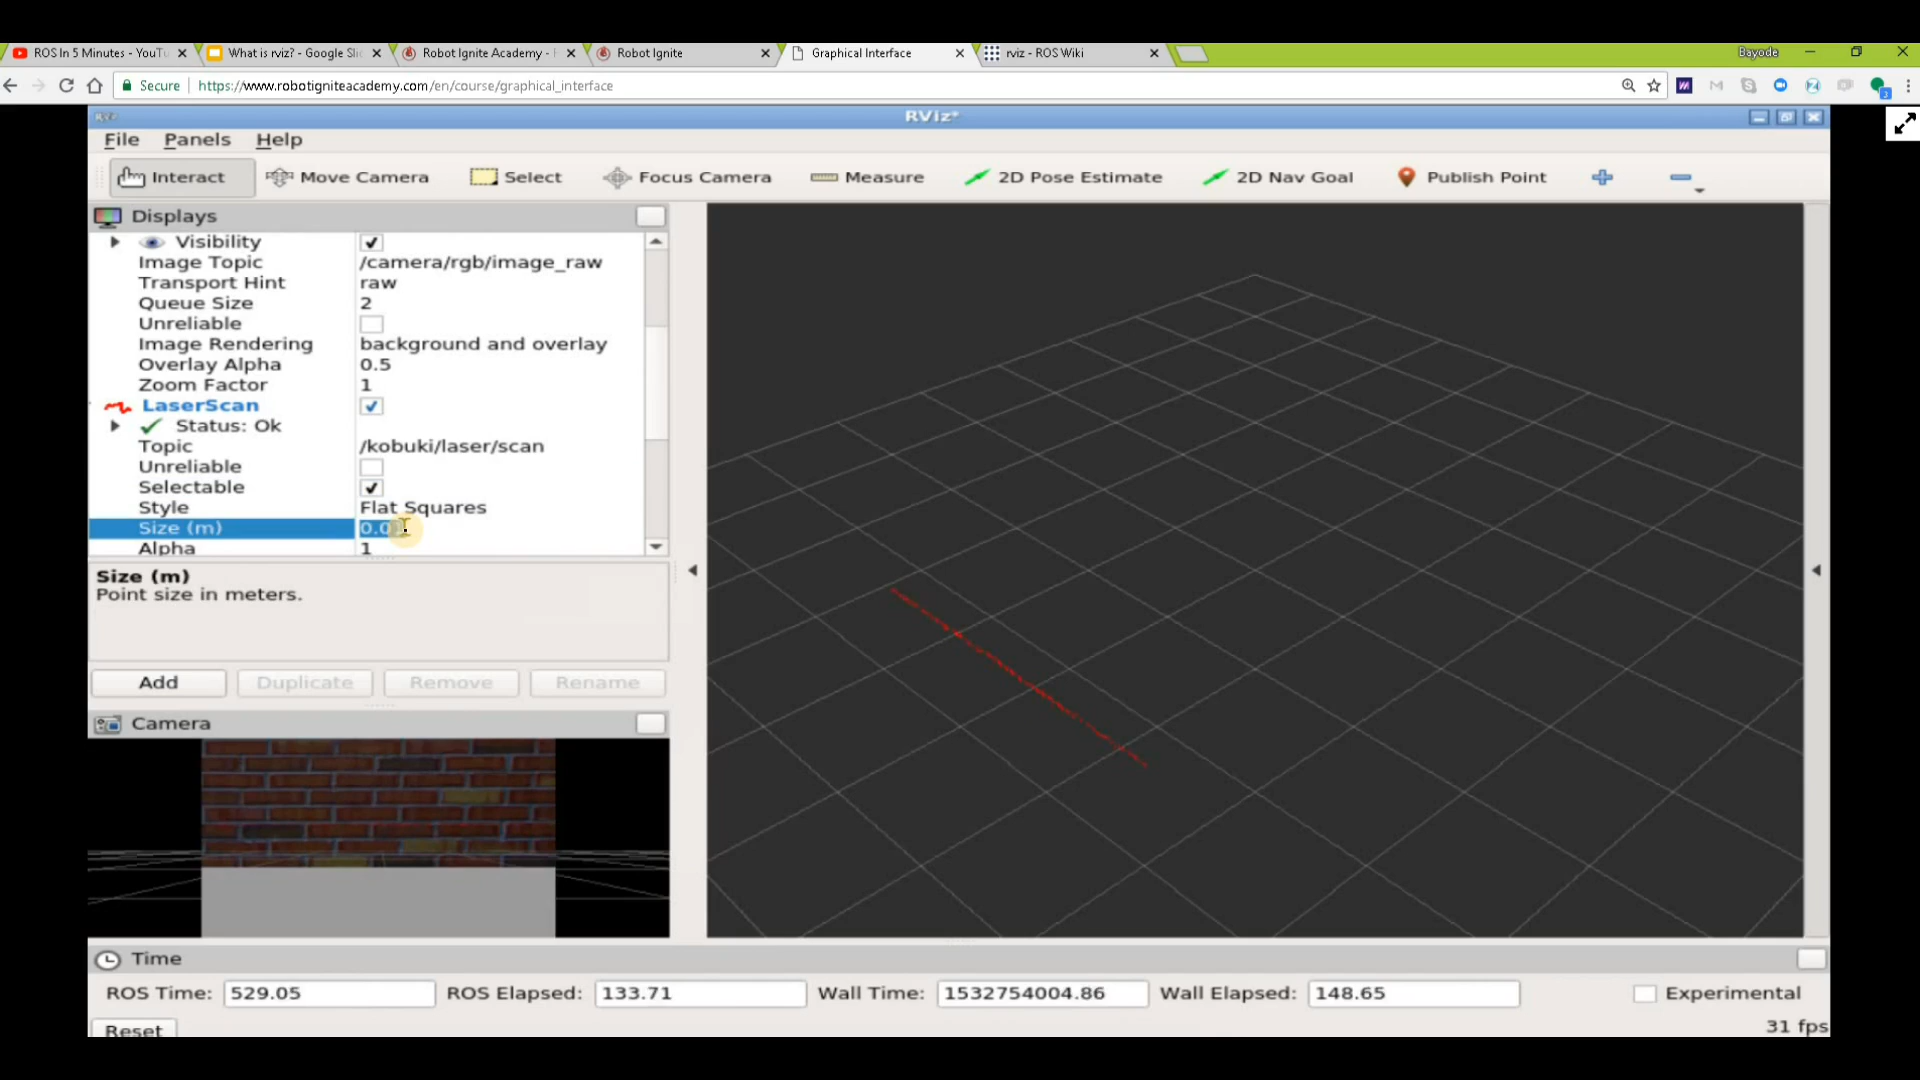 ROS In 5 Minutes - YouTu
What is rviz? - Google Slid
Robot Ignite Academy -
Robot Ignite
Graphical Interface
rviz - ROS Wiki
Bayode
Secure
https://www.robotigniteacademy.com/en/course/graphical_interface
RViz*
File Panels Help
Interact Move Camera Select Focus Camera Measure 2D Pose Estimate 2D Nav Goal Publish Point
Displays
Visibility
Image Topic /camera/rgb/image_raw
Transport Hint raw
Queue Size 2
Unreliable
Image Rendering background and overlay
Overlay Alpha 0.5
Zoom Factor 1
LaserScan
Status: Ok
Topic /kobuki/laser/scan
Unreliable
Selectable
Style Flat Squares
Size (m)
Alpha 1
Size (m)
Point size in meters.
Add Duplicate Remove Rename
Camera
Time
ROS Time: 529.05 ROS Elapsed: 133.71 Wall Time: 1532754004.86 Wall Elapsed: 148.65 Experimental
Reset 31 fps